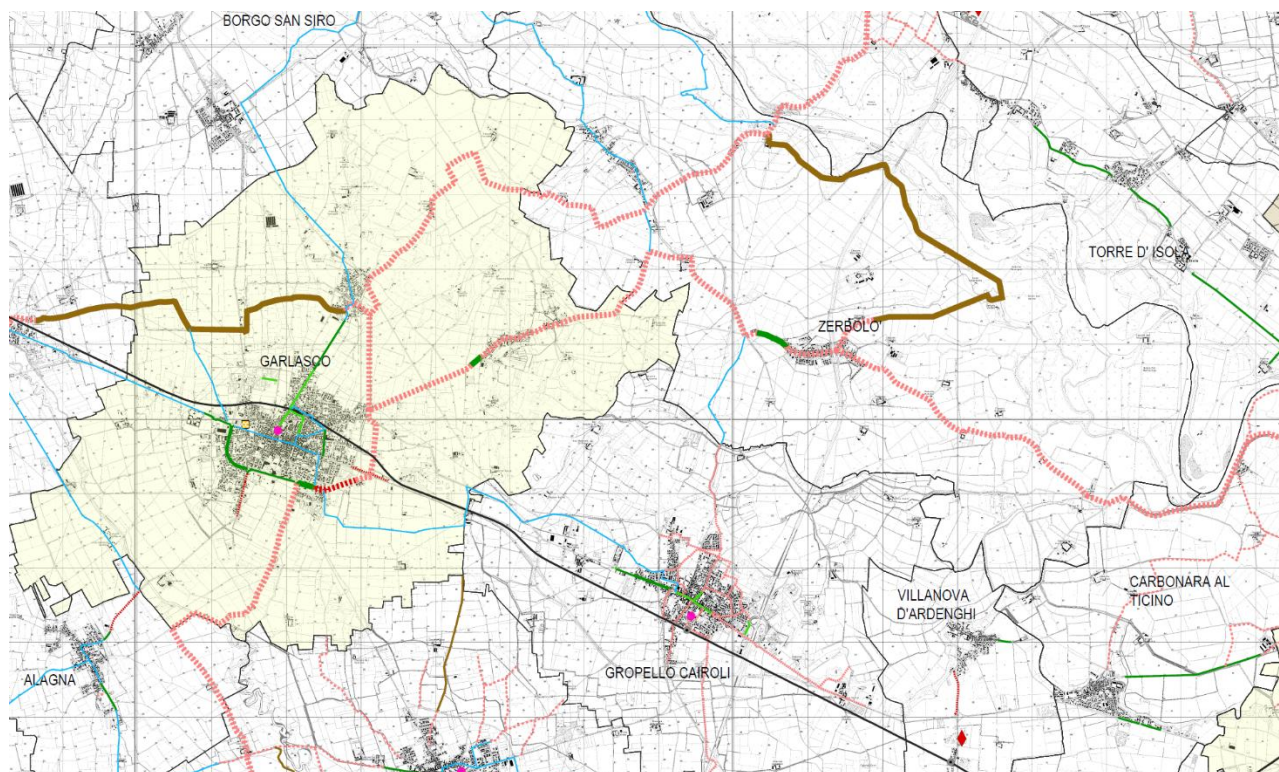 BORGO SAN SIRO
TORRE D' ISOLA
ZERBOLO'
GARLASCO
CARBONARA AL
TICINO
VILLANOVA
D'ARDENGHI
GROPELLO CAIROLI
ALAGNA